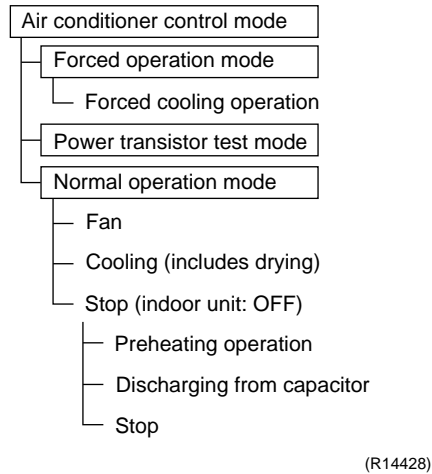 Air conditioner control mode
Forced operation mode
Forced cooling operation
Power transistor test mode
Normal operation mode
Fan
Cooling (includes drying)
Stop (indoor unit: OFF)
Preheating operation
Discharging from capacitor
Stop
(R14428)